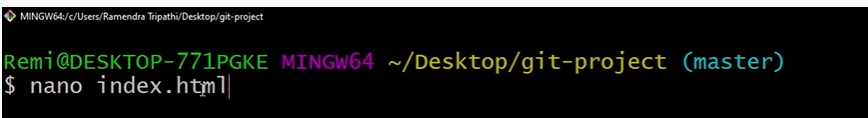 MINGW64:/c/Users/Ramendra Tripathi/Desktop/git-project
Remi@DESKTOP-771PGKE MINGW64 ~/Desktop/git-project (master)
$ nano index.html